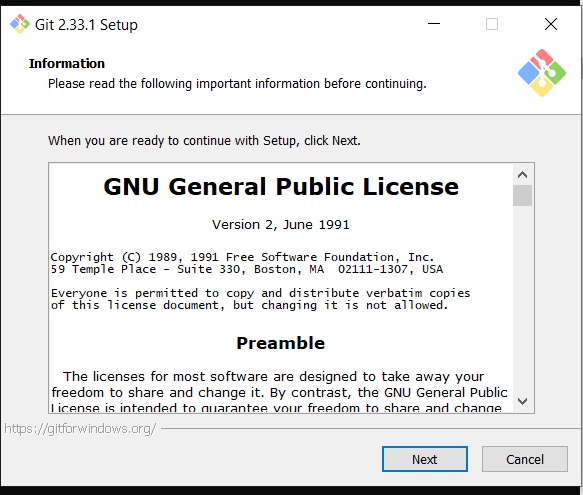 Git 2.33.1 Setup
Information
Please read the following important information before continuing.
When you are ready to continue with Setup, click Next.
GNU General Public License
Version 2, June 1991
Copyright (C) 1989, 1991 Free Software Foundation, Inc.
59 Temple Place - Suite 330, Boston, MA  02111-1307, USA
Everyone is permitted to copy and distribute verbatim copies
of this license document, but changing it is not allowed.
Preamble
The licenses for most software are designed to take away your
freedom to share and change it. By contrast, the GNU General Public
License is intended to guarantee your freedom to share and change
https://gitforwindows.org/
Next
Cancel